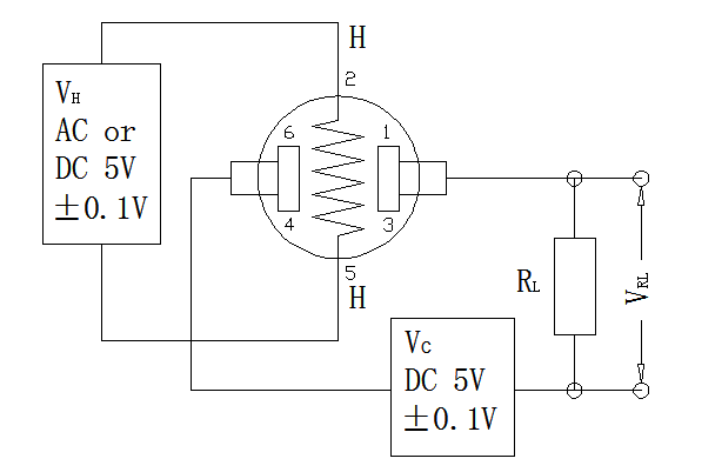 H
2
VH
AC or
DC 5V
±0.1V
6 1
4 3
5
H
RL
VRL
VC
DC 5V
±0.1V